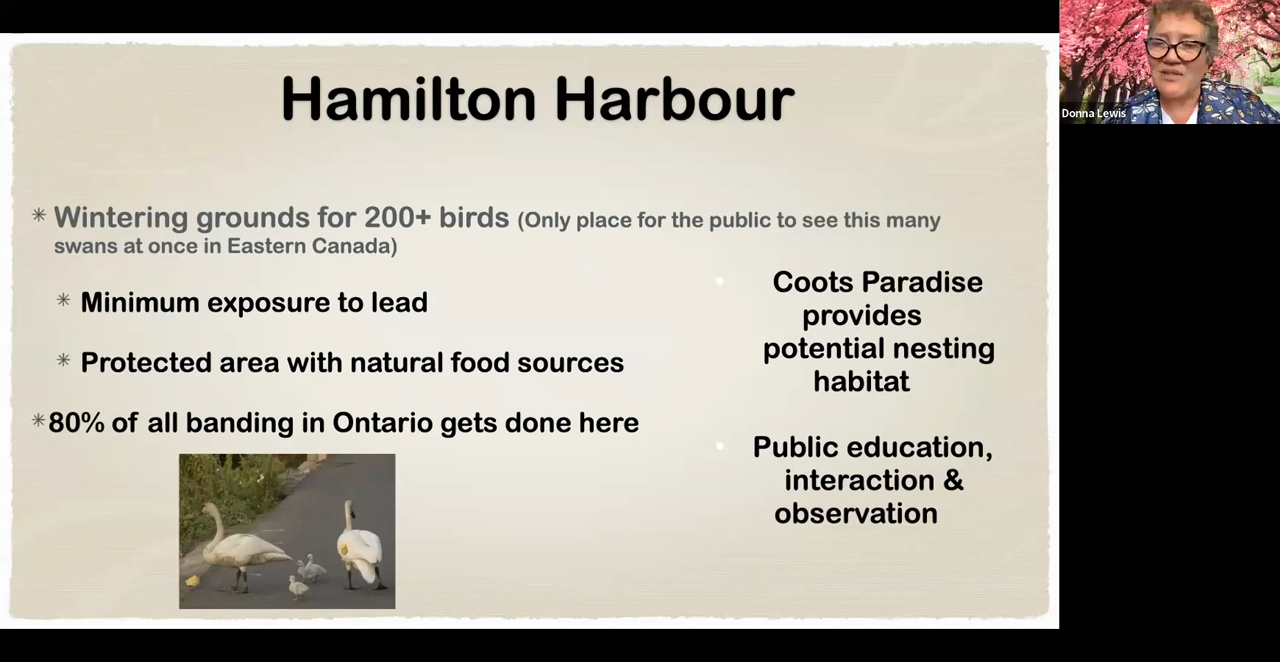 Hamilton Harbour
* Wintering grounds for 200+ birds (Only place for the public to see this many
swans at once in Eastern Canada)
* Minimum exposure to lead
* Protected area with natural food sources
*80% of all banding in Ontario gets done here
• Coots Paradise
provides
potential nesting
habitat
• Public education,
interaction &
observation
Donna Lewis